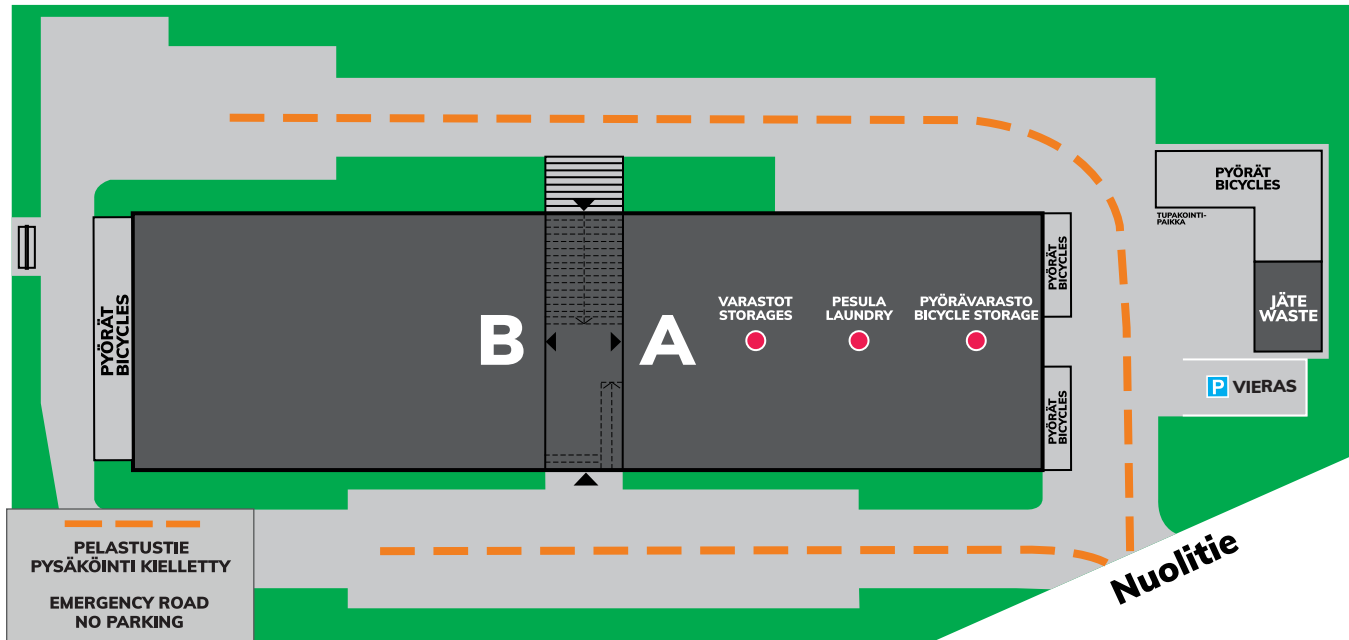 PYÖRÄT
BICYCLES
TUPAKOINTI-
PAIKKA
PYÖRÄT
BICYCLES
PYÖRÄT
BICYCLES
B
A
VARASTOT
STORAGES
PESULA
LAUNDRY
PYÖRÄVARASTO
BICYCLE STORAGE
JÄTE
WASTE
P VIERAS
PYÖRÄT
BICYCLES
PELASTUSTIE
PYSÄKÖINTI KIELLETTY
EMERGENCY ROAD
NO PARKING
Nuolitie